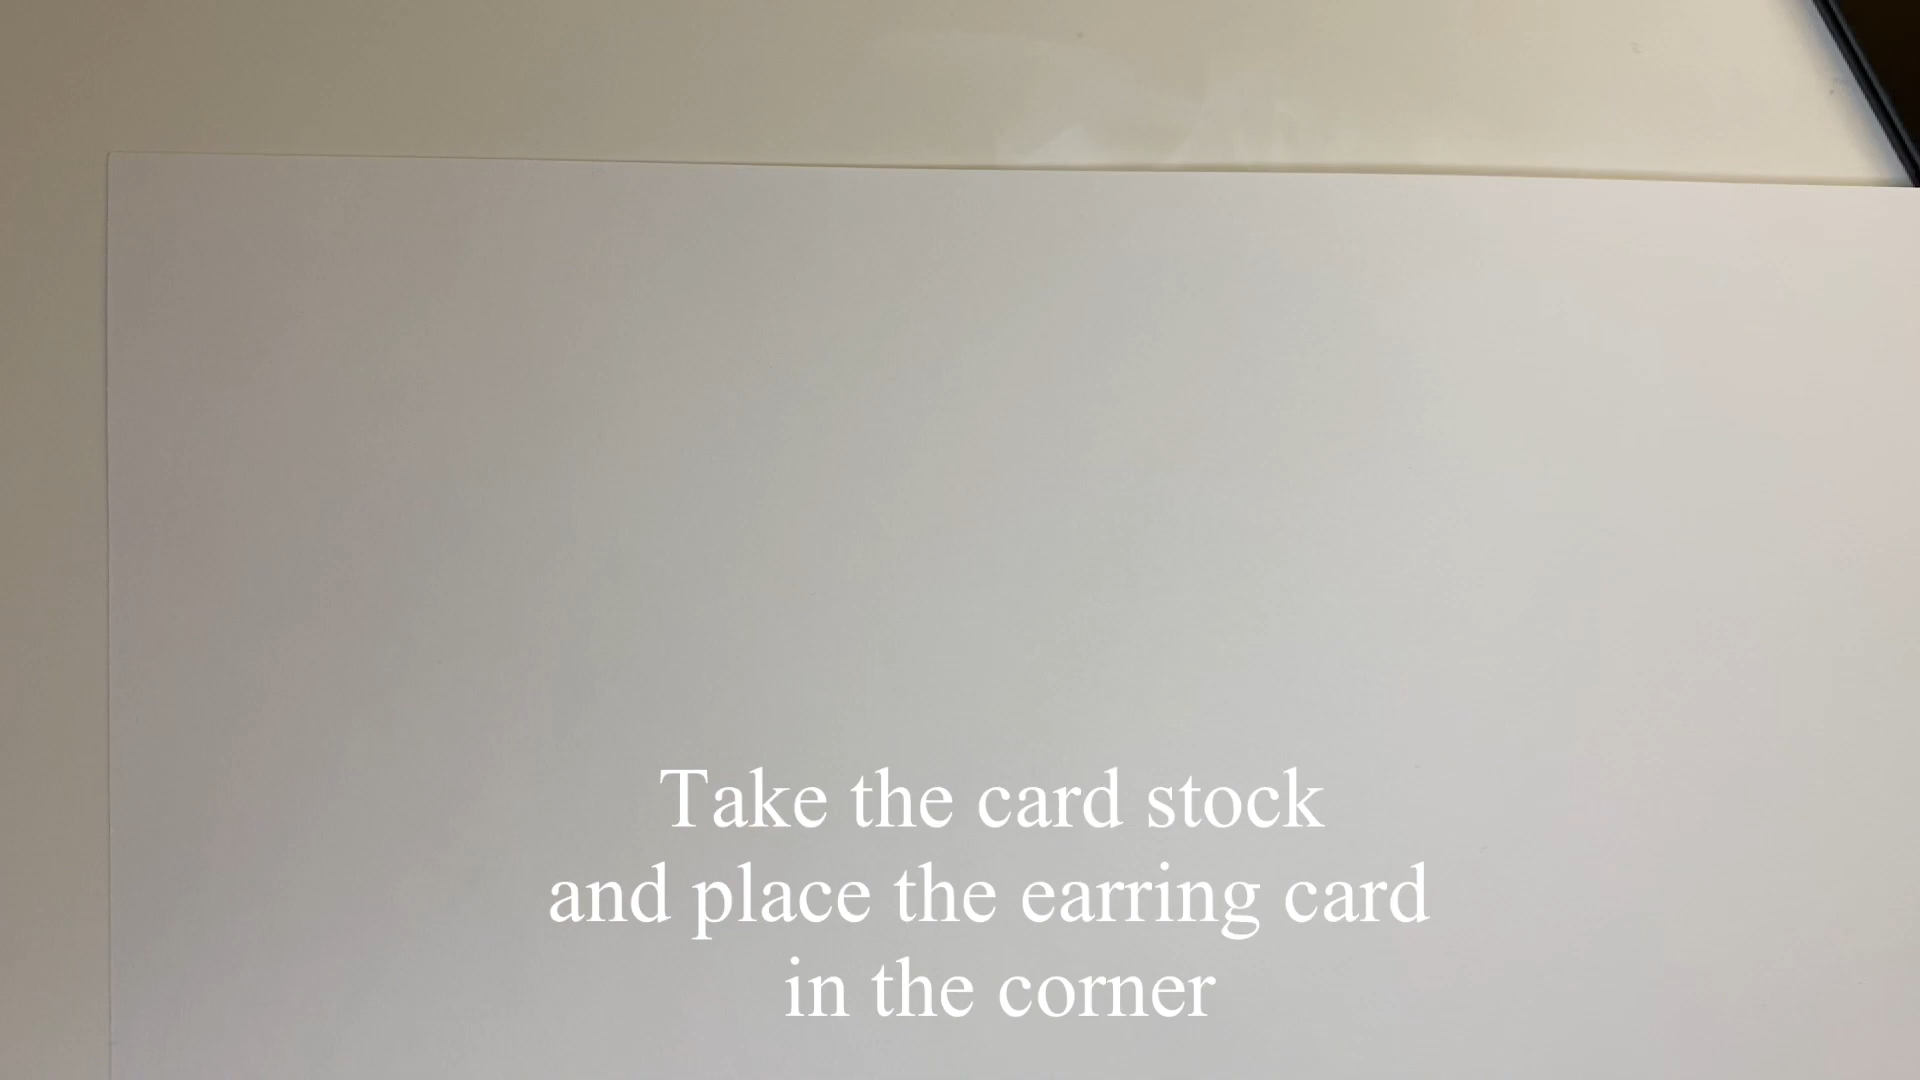 Take the card stock
and place the earring card
in the corner